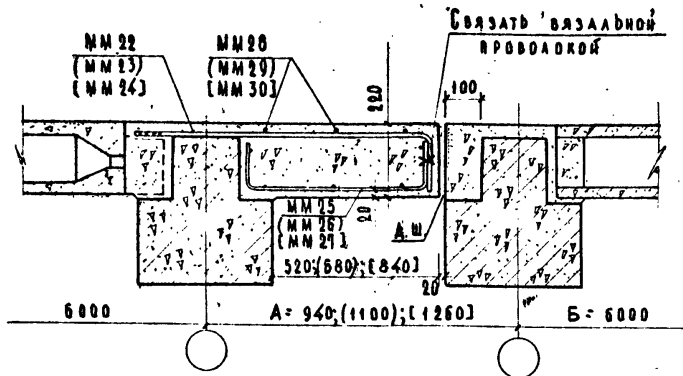 Связать вязальной
проволокой
ММ 22
(ММ 23)
[ММ 24]
ММ 28
(ММ 29)
[ММ 30]
220
100
ММ 25
(ММ 26)
[ММ 27]
20
Д.Ш
520;(680);[840]
20
6000
А= 940;(1100);[1260]
Б= 6000